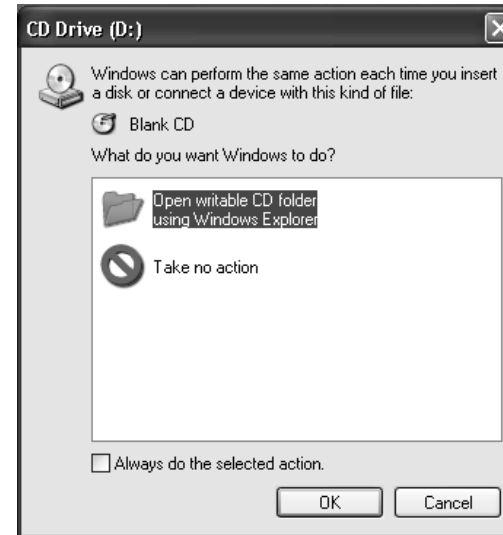 CD Drive (D:)
Windows can perform the same action each time you insert
a disk or connect a device with this kind of file:
Blank CD
What do you want Windows to do?
Open writable CD folder
using Windows Explorer
Take no action
Always do the selected action.
OK
Cancel